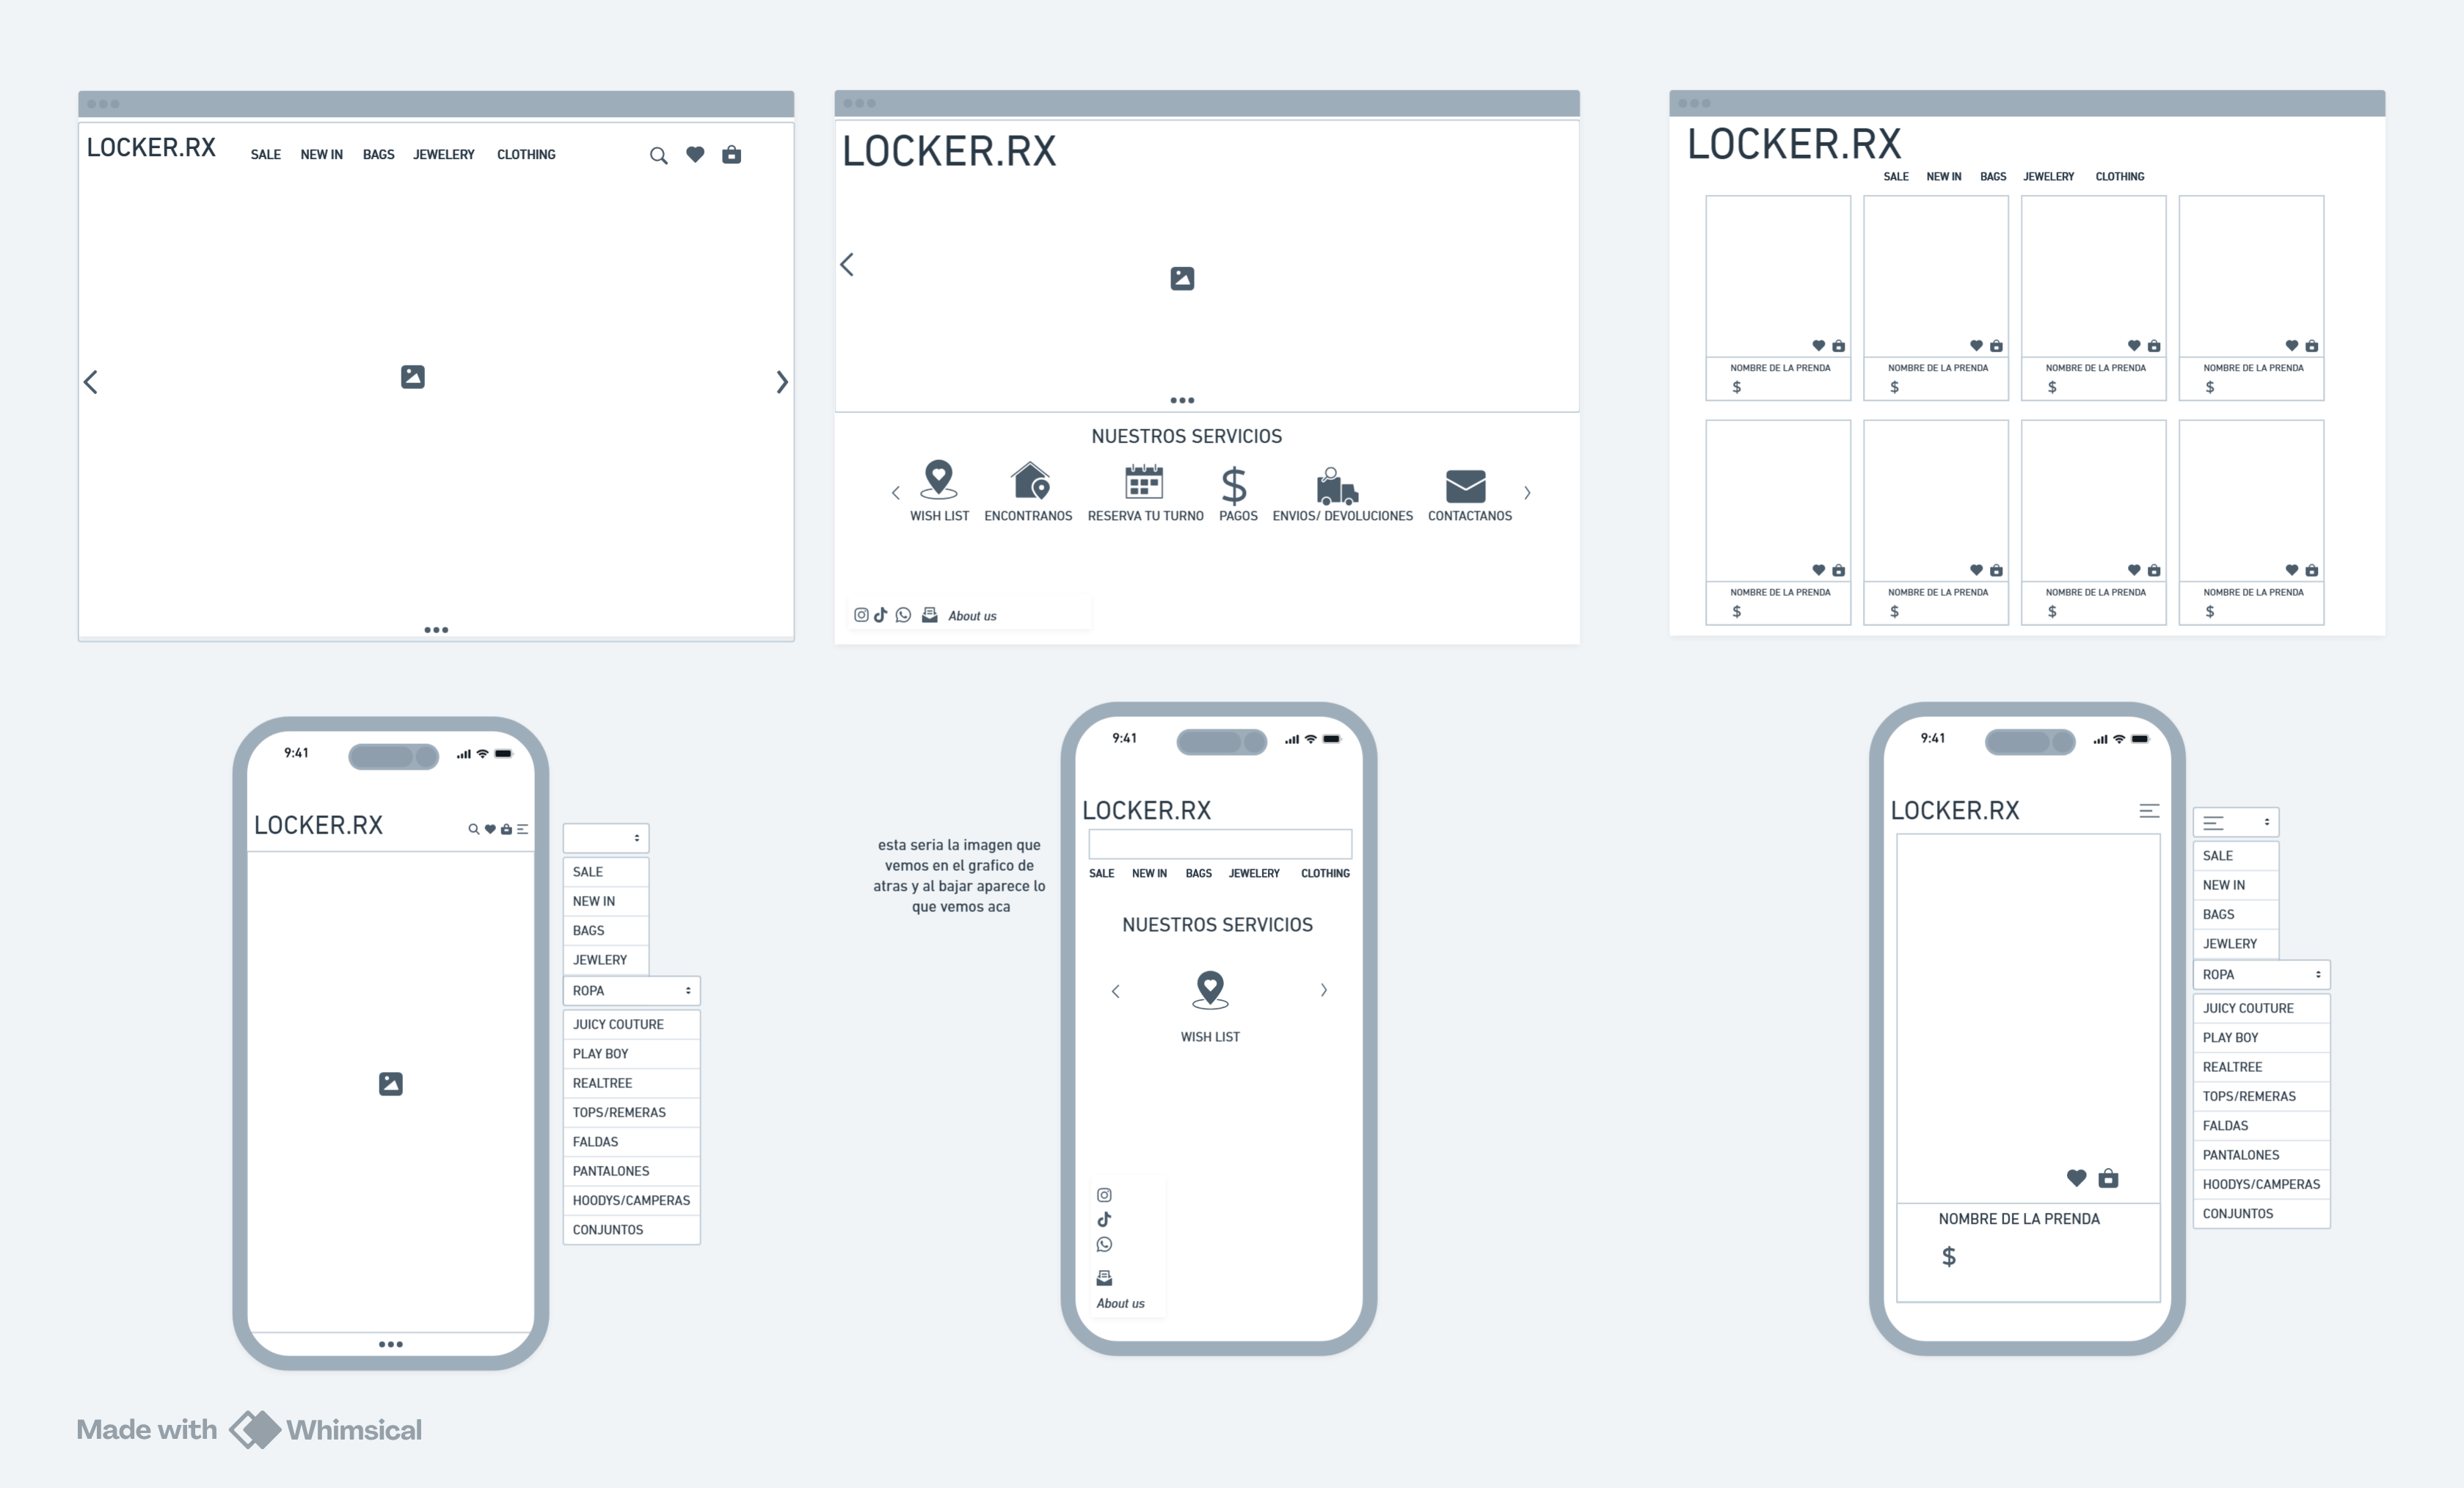 LOCKER.RX
SALE NEW IN BAGS JEWELERY CLOTHING
LOCKER.RX
NUESTROS SERVICIOS
WISH LIST ENCONTRANOS RESERVA TU TURNO PAGOS ENVIOS/ DEVOLUCIONES CONTACTANOS
About us
LOCKER.RX
SALE NEW IN BAGS JEWELERY CLOTHING
NOMBRE DE LA PRENDA NOMBRE DE LA PRENDA NOMBRE DE LA PRENDA NOMBRE DE LA PRENDA
$ $ $ $
NOMBRE DE LA PRENDA NOMBRE DE LA PRENDA NOMBRE DE LA PRENDA NOMBRE DE LA PRENDA
$ $ $ $
9:41
LOCKER.RX
SALE
NEW IN
BAGS
JEWLERY
ROPA
JUICY COUTURE
PLAY BOY
REALTREE
TOPS/REMERAS
FALDAS
PANTALONES
HOODYS/CAMPERAS
CONJUNTOS
esta seria la imagen que
vemos en el grafico de
atras y al bajar aparece lo
que vemos aca
9:41
LOCKER.RX
SALE NEW IN BAGS JEWELERY CLOTHING
NUESTROS SERVICIOS
WISH LIST
About us
9:41
LOCKER.RX
NOMBRE DE LA PRENDA
$
SALE
NEW IN
BAGS
JEWLERY
ROPA
JUICY COUTURE
PLAY BOY
REALTREE
TOPS/REMERAS
FALDAS
PANTALONES
HOODYS/CAMPERAS
CONJUNTOS
Made with Whimsical